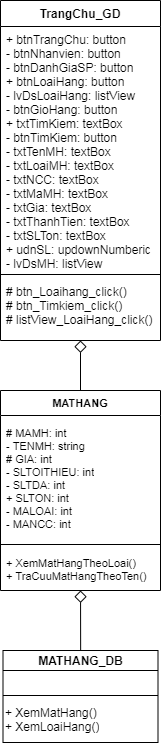 TrangChu_GD
+ btnTrangChu: button
- btnNhanvien: button
- btnDanhGiaSP: button
+ btnLoaiHang: button
- lvDsLoaiHang: listView
- btnGioHang: button
+ txtTimKiem: textBox
- btnTimKiem: button
- txtTenMH: textBox
- txtLoaiMH: textBox
- txtNCC: textBox
- txtMaMH: textBox
- txtGia: textBox
- txtThanhTien: textBox
- txtSLTon: textBox
+ udnSL: updownNumberic
- lvDsMH: listView
# btn_Loaihang_click()
# btn_Timkiem_click()
# listView_LoaiHang_click()
MATHANG
# MAMH: int
- TENMH: string
# GIA: int
- SLTOITHIEU: int
- SLTDA: int
+ SLTON: int
- MALOAI: int
- MANCC: int
+ XemMatHangTheoLoai()
+ TraCuuMatHangTheoTen()
MATHANG_DB
+ XemMatHang()
+ XemLoaiHang()